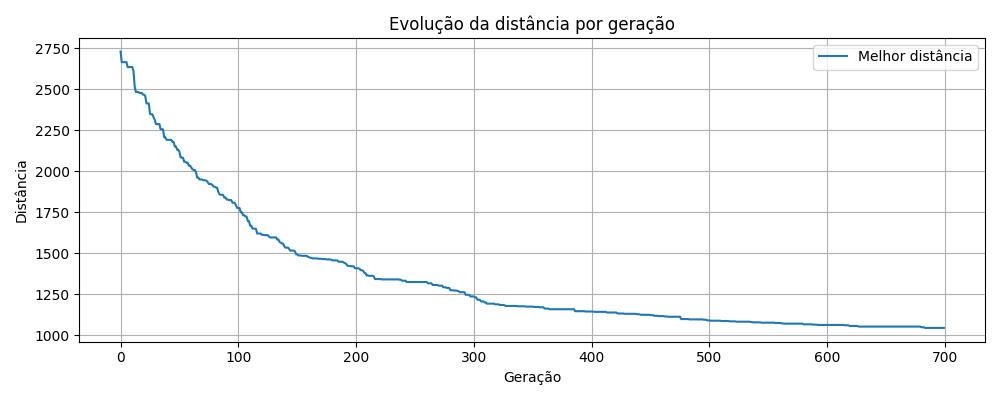 Evolução da distância por geração
2750
2500
2250
2000
1750
1500
1250
1000
Distância
Melhor distância
0 100 200 300 400 500 600 700
Geração